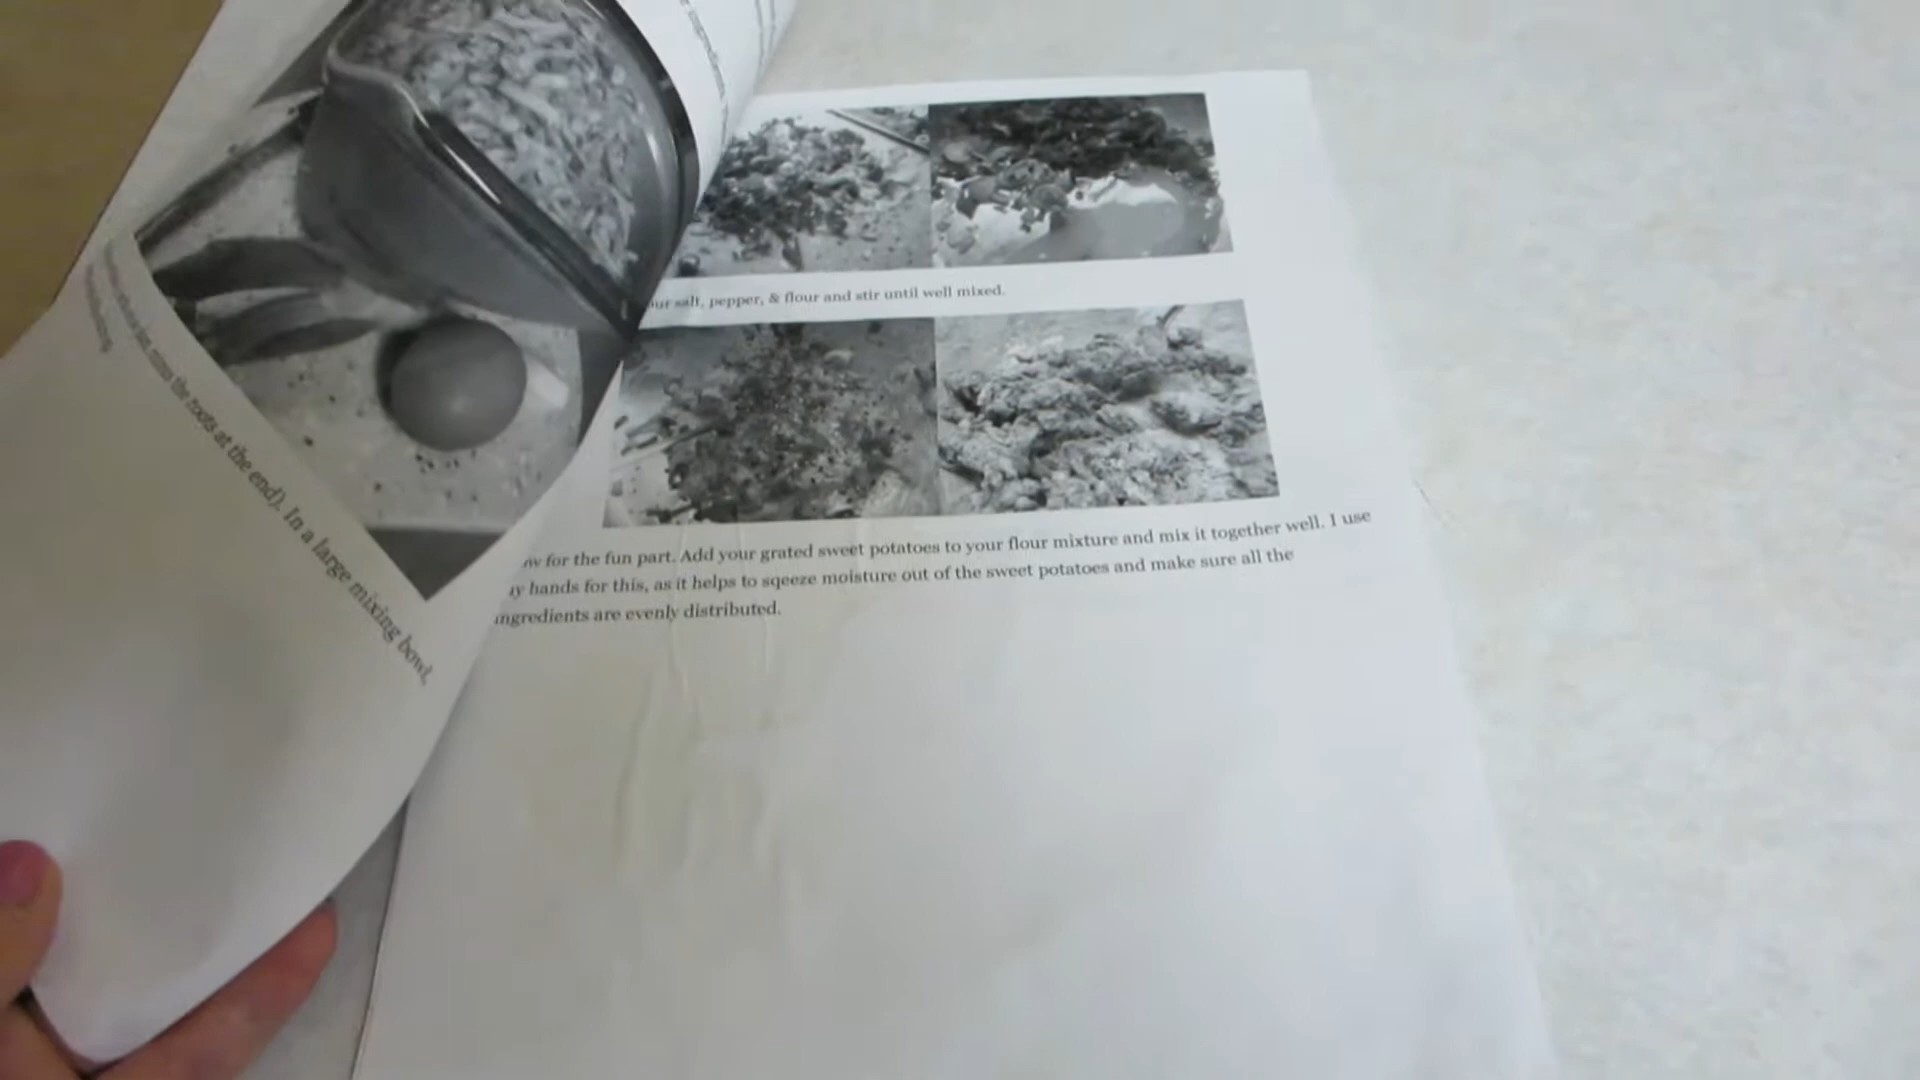 minus the roots at the end). In a large mixing bowl,
salt, pepper, & flour and stir until well mixed.
for the fun part. Add your grated sweet potatoes to your flour mixture and mix it together well. I use
hands for this, as it helps to sqeeze moisture out of the sweet potatoes and make sure all the
ingredients are evenly distributed.